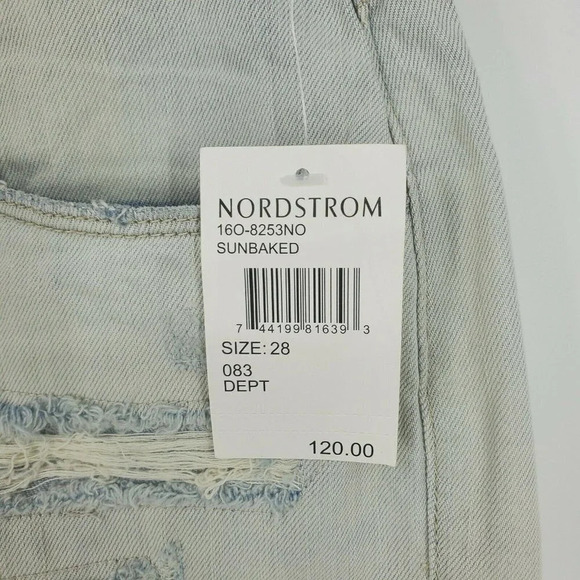 NORDSTROM
16O-8253NO
SUNBAKED
7 44199 81639 3
SIZE: 28
083
DEPT
120.00